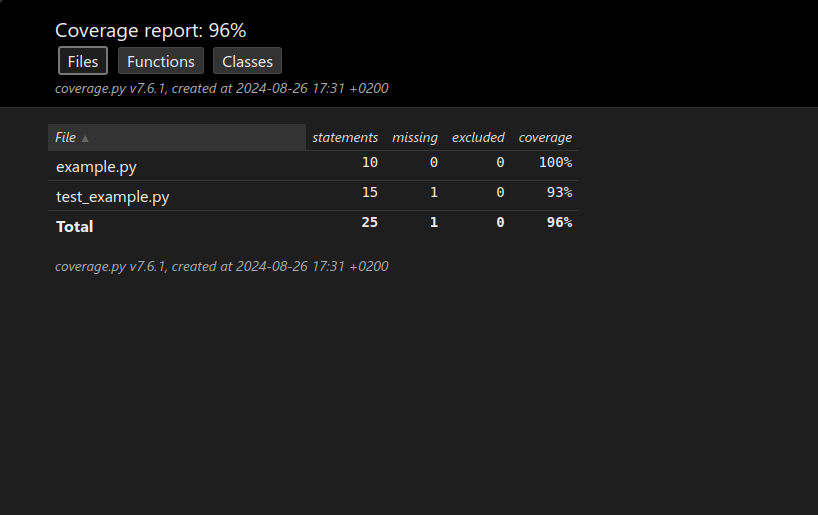 Coverage report: 96%
Files Functions Classes
coverage.py v7.6.1, created at 2024-08-26 17:31 +0200
File ▲ statements missing excluded coverage
example.py 10 0 0 100%
test_example.py 15 1 0 93%
Total 25 1 0 96%
coverage.py v7.6.1, created at 2024-08-26 17:31 +0200